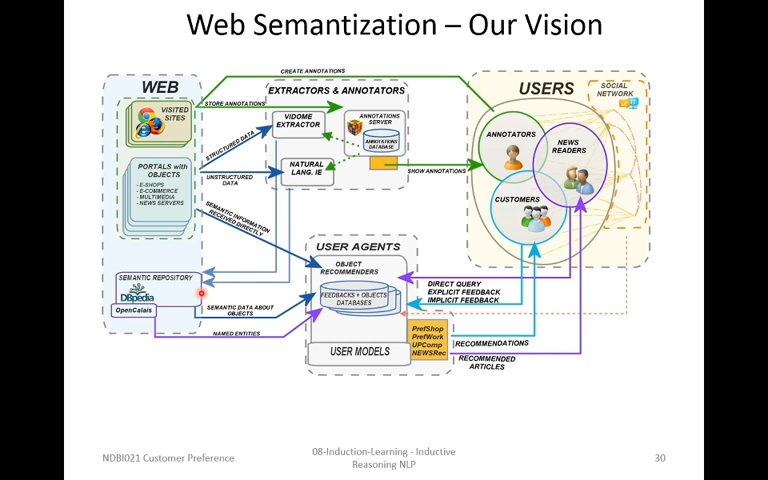 Web Semantization – Our Vision
CREATE ANNOTATIONS
WEB
EXTRACTORS & ANNOTATORS
USERS
SOCIAL
NETWORK
STORE ANNOTATIONS
VISITED
SITES
VIDOME
EXTRACTOR
ANNOTATIONS
SERVER
ANNOTATIONS
DATABASE
ANNOTATORS
NEWS
READERS
STRUCTURED DATA
PORTALS with
OBJECTS
- E-SHOPS
- E-COMMERCE
- MULTIMEDIA
- NEWS SERVERS
NATURAL
LANG. IE
UNSTRUCTURED
DATA
SHOW ANNOTATIONS
CUSTOMERS
SEMANTIC INFORMATION
RECEIVED DIRECTLY
USER AGENTS
OBJECT
RECOMMENDERS
SEMANTIC REPOSITORY
DBpedia
OpenCalais
FEEDBACKS + OBJECTS
DATABASES
DIRECT QUERY
EXPLICIT FEEDBACK
IMPLICIT FEEDBACK
SEMANTIC DATA ABOUT
OBJECTS
NAMED ENTITIES
PrefShop
PrefWork
UPComp
NEWSRec
USER MODELS
RECOMMENDATIONS
RECOMMENDED
ARTICLES
NDBI021 Customer Preference
08-Induction-Learning - Inductive
Reasoning NLP
30